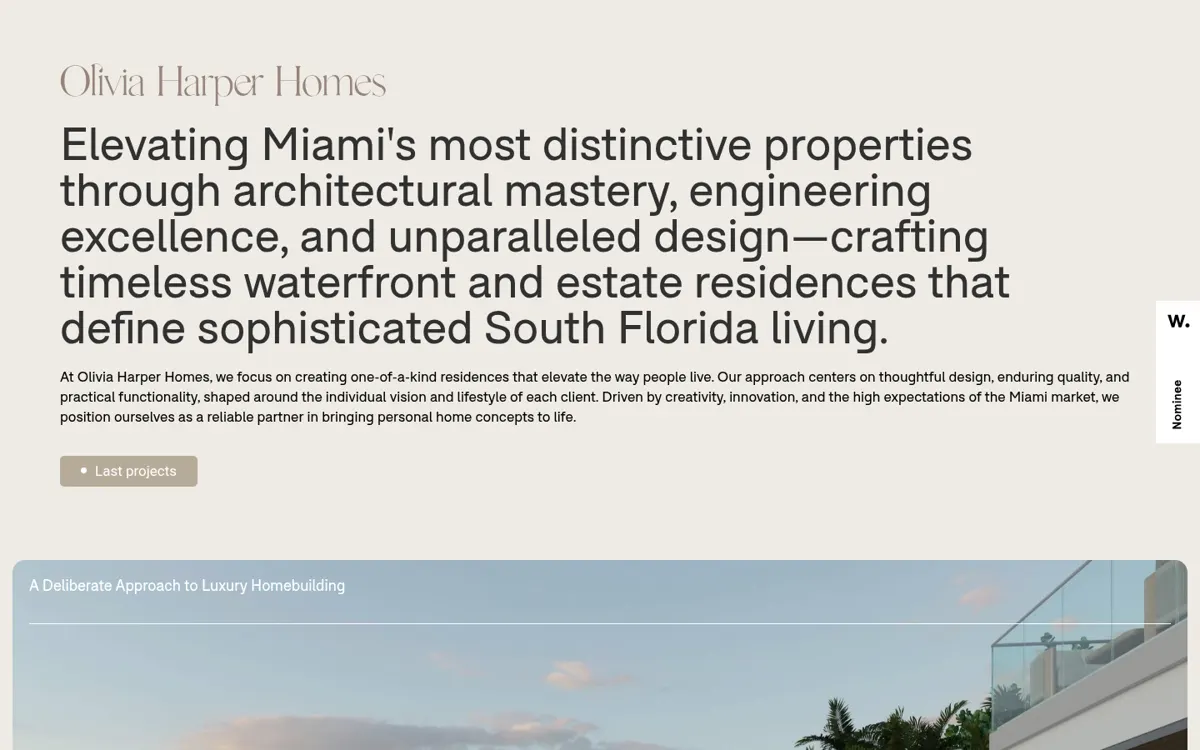 Olivia Harper Homes
Elevating Miami's most distinctive properties
through architectural mastery, engineering
excellence, and unparalleled design—crafting
timeless waterfront and estate residences that
define sophisticated South Florida living.
At Olivia Harper Homes, we focus on creating one-of-a-kind residences that elevate the way people live. Our approach centers on thoughtful design, enduring quality, and
practical functionality, shaped around the individual vision and lifestyle of each client. Driven by creativity, innovation, and the high expectations of the Miami market, we
position ourselves as a reliable partner in bringing personal home concepts to life.
Last projects
W.
Nominee
A Deliberate Approach to Luxury Homebuilding